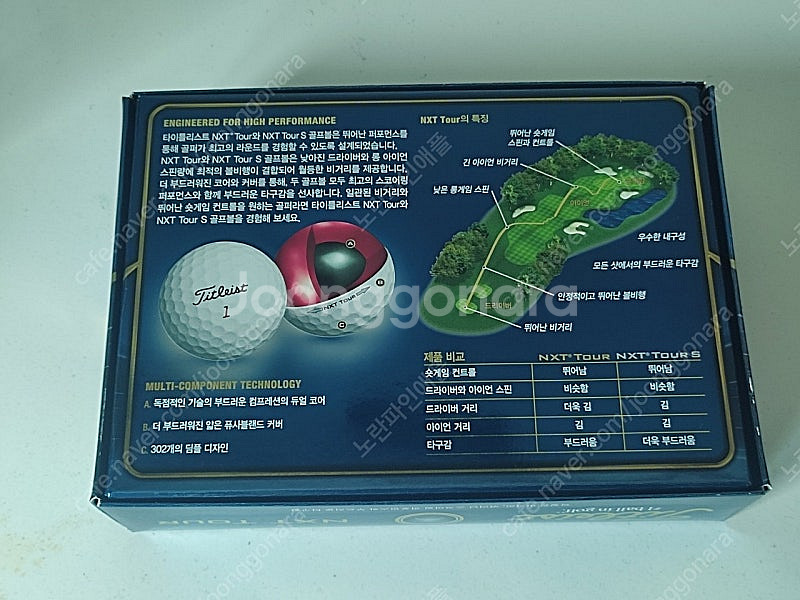 ENGINEERED FOR HIGH PERFORMANCE
타이틀리스트 NXT® Tour와 NXT Tour S 골프볼은 뛰어난 퍼포먼스를
통해 골퍼가 최고의 라운드를 경험할 수 있도록 설계되었습니다.
NXT Tour와 NXT Tour S 골프볼은 낮아진 드라이버와 롱 아이언
스핀량에 최적의 볼비행이 결합되어 월등한 비거리를 제공합니다.
더 부드러워진 코어와 커버를 통해, 두 골프볼 모두 최고의 스코어링
퍼포먼스와 함께 부드러운 타구감을 선사합니다. 일관된 비거리와
뛰어난 숏게임 컨트롤을 원하는 골퍼라면 타이틀리스트 NXT Tour와
NXT Tour S 골프볼을 경험해 보세요.
Titleist
1
A
B
C
NXT TOUR
MULTI-COMPONENT TECHNOLOGY
A. 독점적인 기술의 부드러운 컴프레션의 듀얼 코어
B. 더 부드러워진 얇은 퓨사블랜드 커버
C. 302개의 딤플 디자인
NXT Tour의 특징
뛰어난 숏게임
스핀과 컨트롤
긴 아이언 비거리
낮은 롱게임 스핀
아이언
우수한 내구성
모든 샷에서의 부드러운 타구감
안정적이고 뛰어난 볼비행
드라이버
뛰어난 비거리
제품 비교 NXT® TOUR NXT® TOUR S
숏게임 컨트롤 뛰어남 뛰어남
드라이버와 아이언 스핀 비슷함 비슷함
드라이버 거리 더욱 김 김
아이언 거리 김 김
타구감 부드러움 더욱 부드러움
#1 ball in golf.
NXT TOUR
Joonggonara
cafe.naver.com/joonggonara